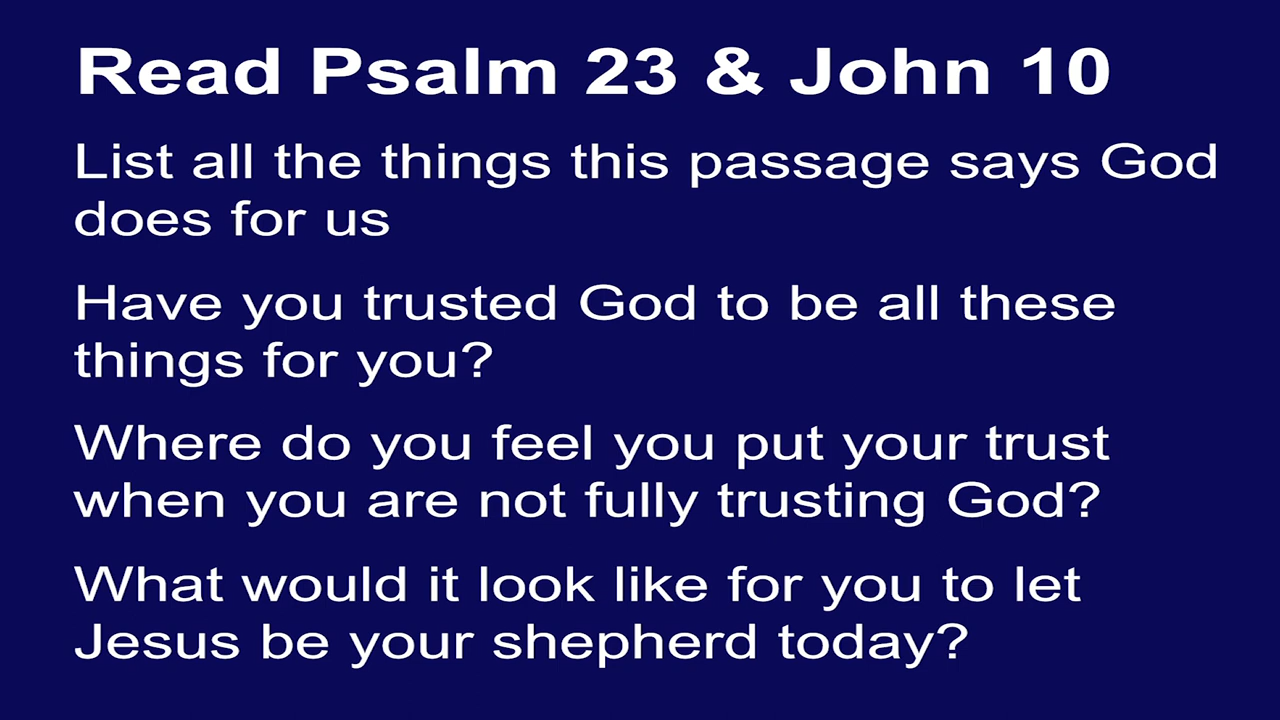 Read Psalm 23 & John 10
List all the things this passage says God
does for us
Have you trusted God to be all these
things for you?
Where do you feel you put your trust
when you are not fully trusting God?
What would it look like for you to let
Jesus be your shepherd today?